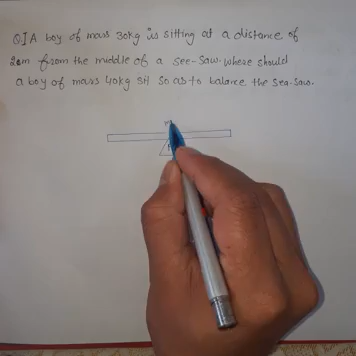 Q.] A boy of mass 30kg is sitting at a distance of
2m from the middle of a see-saw. where should
a boy of mass 40kg sit so as to balance the sea-saw.